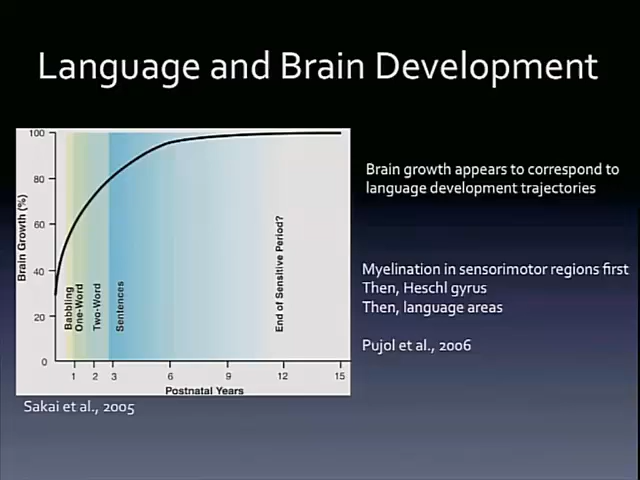 Language and Brain Development
Brain growth appears to correspond to
language development trajectories
Myelination in sensorimotor regions first
Then, Heschl gyrus
Then, language areas
Pujol et al., 2006
Brain Growth (%)
100
80
60
40
20
0
Babbling
One-Word
Two-Word
Sentences
End of Sensitive Period?
1 2 3 6 9 12 15
Postnatal Years
Sakai et al., 2005